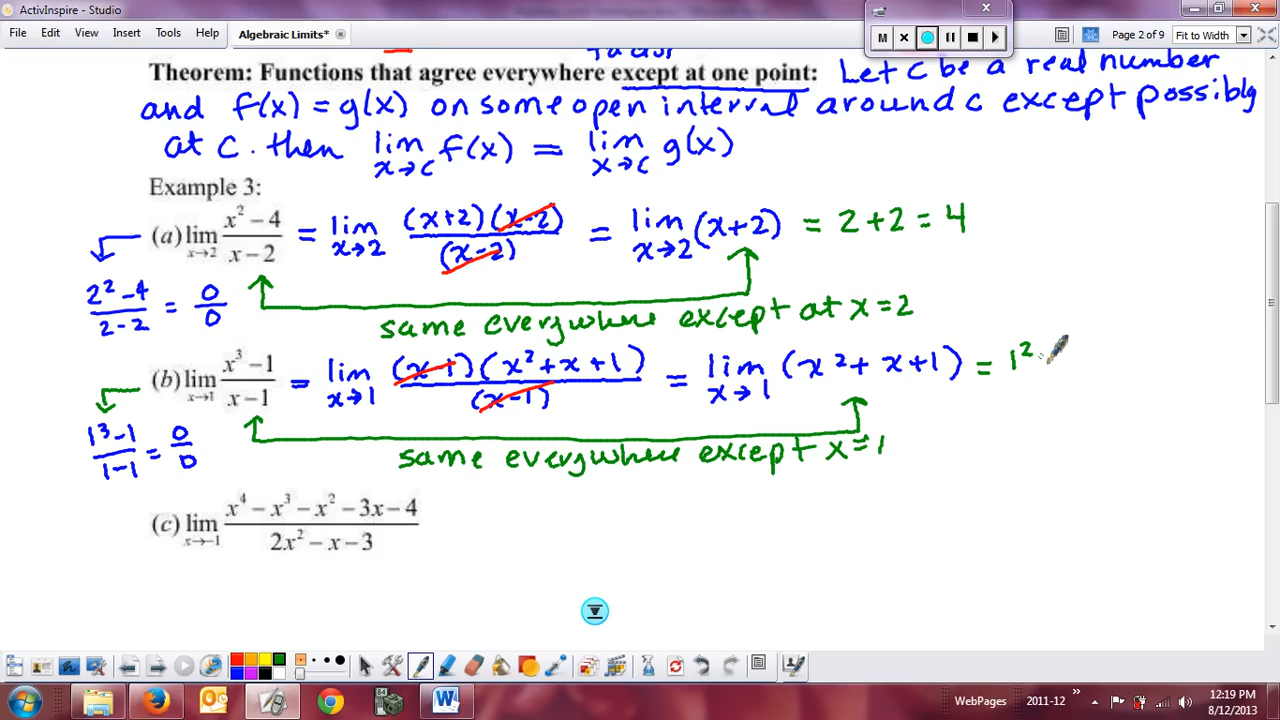 ActivInspire - Studio
File Edit View Insert Tools Help Algebraic Limits* M Page 2 of 9 Fit to Width
factor
Theorem: Functions that agree everywhere except at one point: Let c be a real number
and f(x) = g(x) on some open interval around c except possibly
at c. then lim x→c f(x) = lim x→c g(x)
Example 3:
(a) lim x→2 x² − 4 / x − 2 = lim x→2 (x+2)(x-2) / (x-2) = lim x→2 (x+2) = 2+2 = 4
2² - 4 / 2-2 = 0/0
same everywhere except at x = 2
(b) lim x→1 x³ − 1 / x − 1 = lim x→1 (x-1)(x²+x+1) / (x-1) = lim x→1 (x²+x+1) = 1²
1³-1 / 1-1 = 0/0
same everywhere except x = 1
(c) lim x→−1 x⁴ − x³ − x² − 3x − 4 / 2x² − x − 3
WebPages 2011-12 » 12:19 PM
8/12/2013